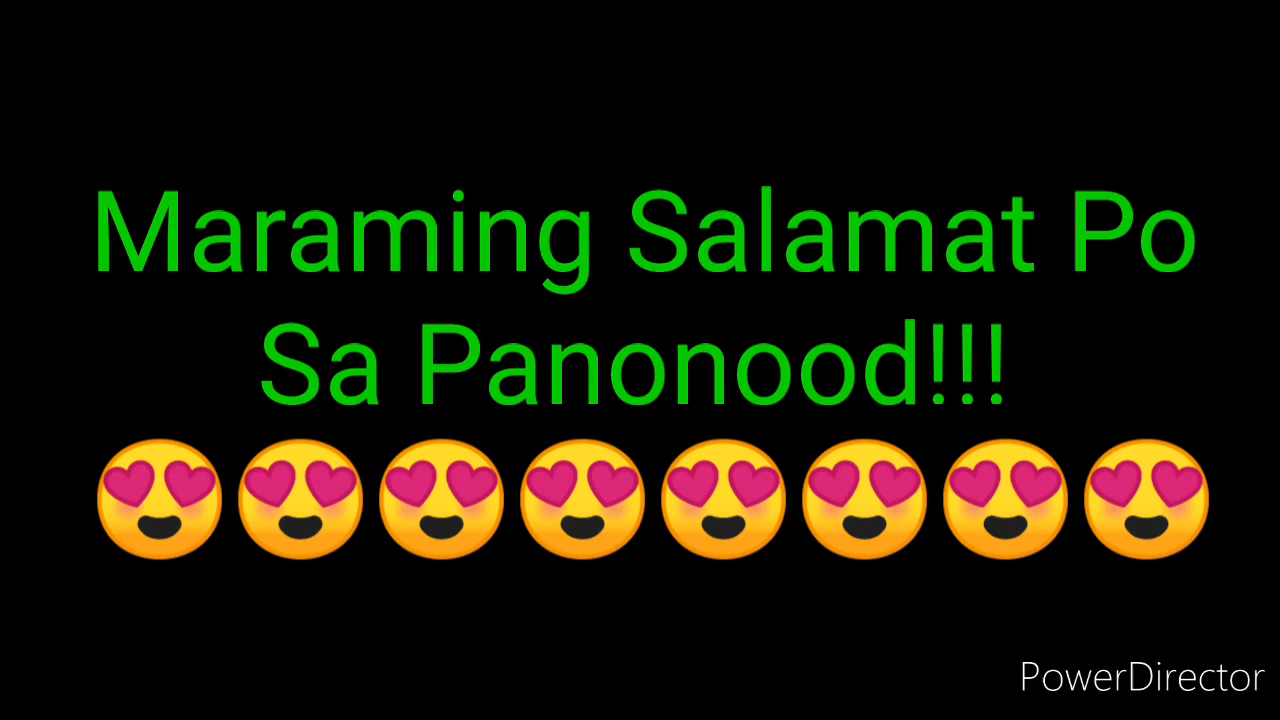 Maraming Salamat Po
Sa Panonood!!!
😍😍😍😍😍😍😍😍
PowerDirector